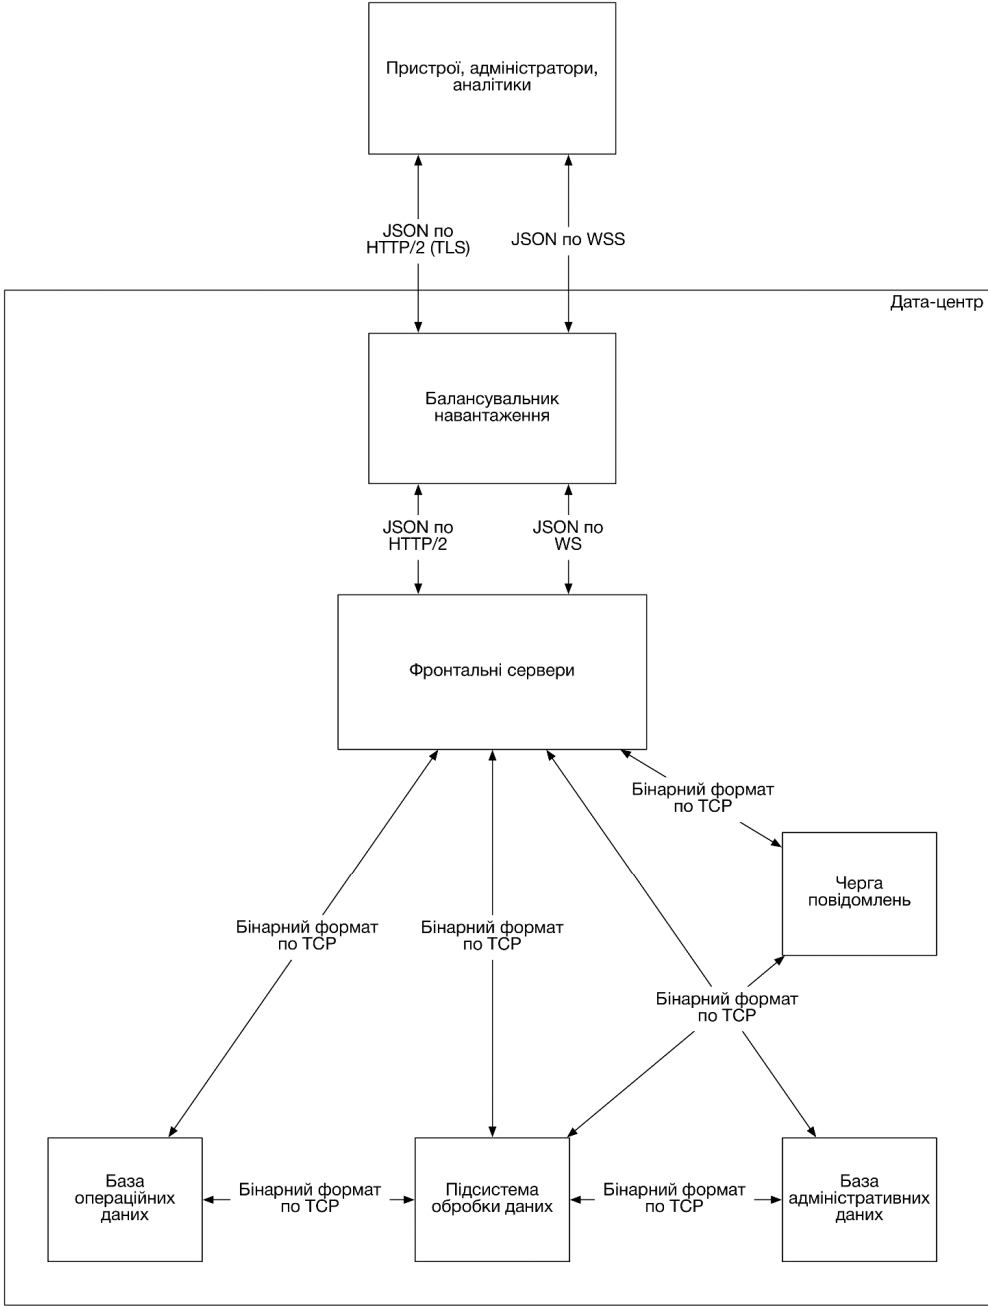 Пристрої, адміністратори,
аналітики
JSON по
HTTP/2 (TLS)
JSON по WSS
Дата-центр
Балансувальник
навантаження
JSON по
HTTP/2
JSON по
WS
Фронтальні сервери
Бінарний формат
по TCP
Черга
повідомлень
Бінарний формат
по TCP
Бінарний формат
по TCP
Бінарний формат
по TCP
База
операційних
даних
Бінарний формат
по TCP
Підсистема
обробки даних
Бінарний формат
по TCP
База
адміністративних
даних